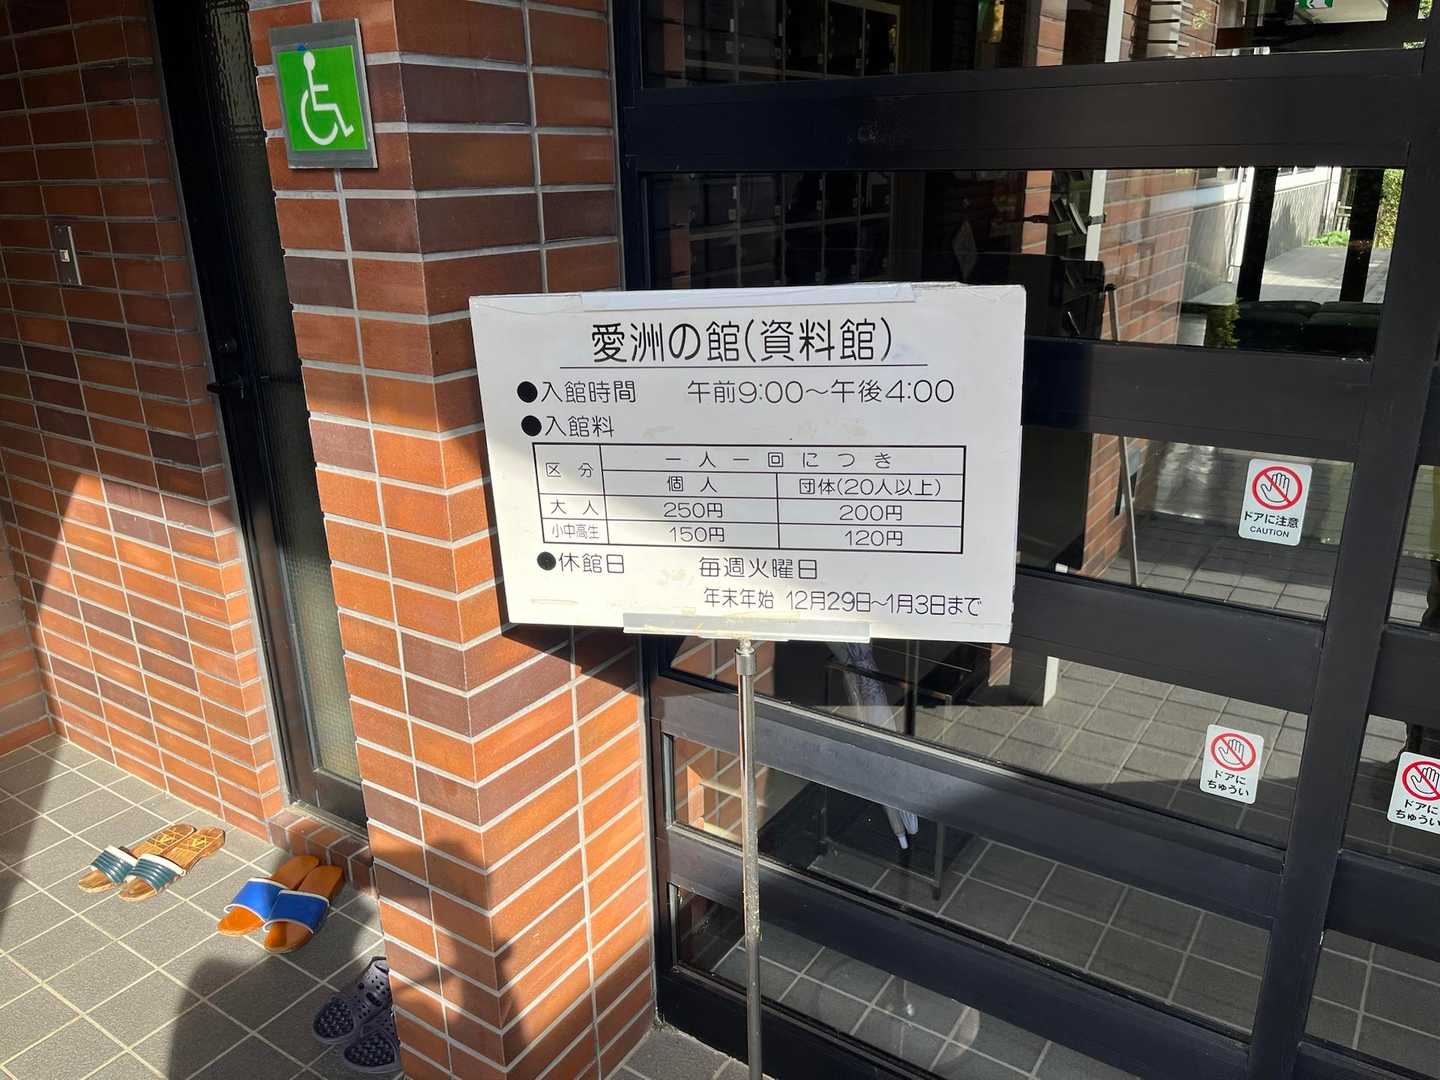 愛洲の館(資料館)
●入館時間 午前9:00〜午後4:00
●入館料
区分 一人一回につき
個人 団体(20人以上)
大人 250円 200円
小中高生 150円 120円
●休館日 毎週火曜日
年末年始 12月29日〜1月3日まで
ドアに注意
CAUTION
ドアに
ちゅうい
ドアに
ちゅうい